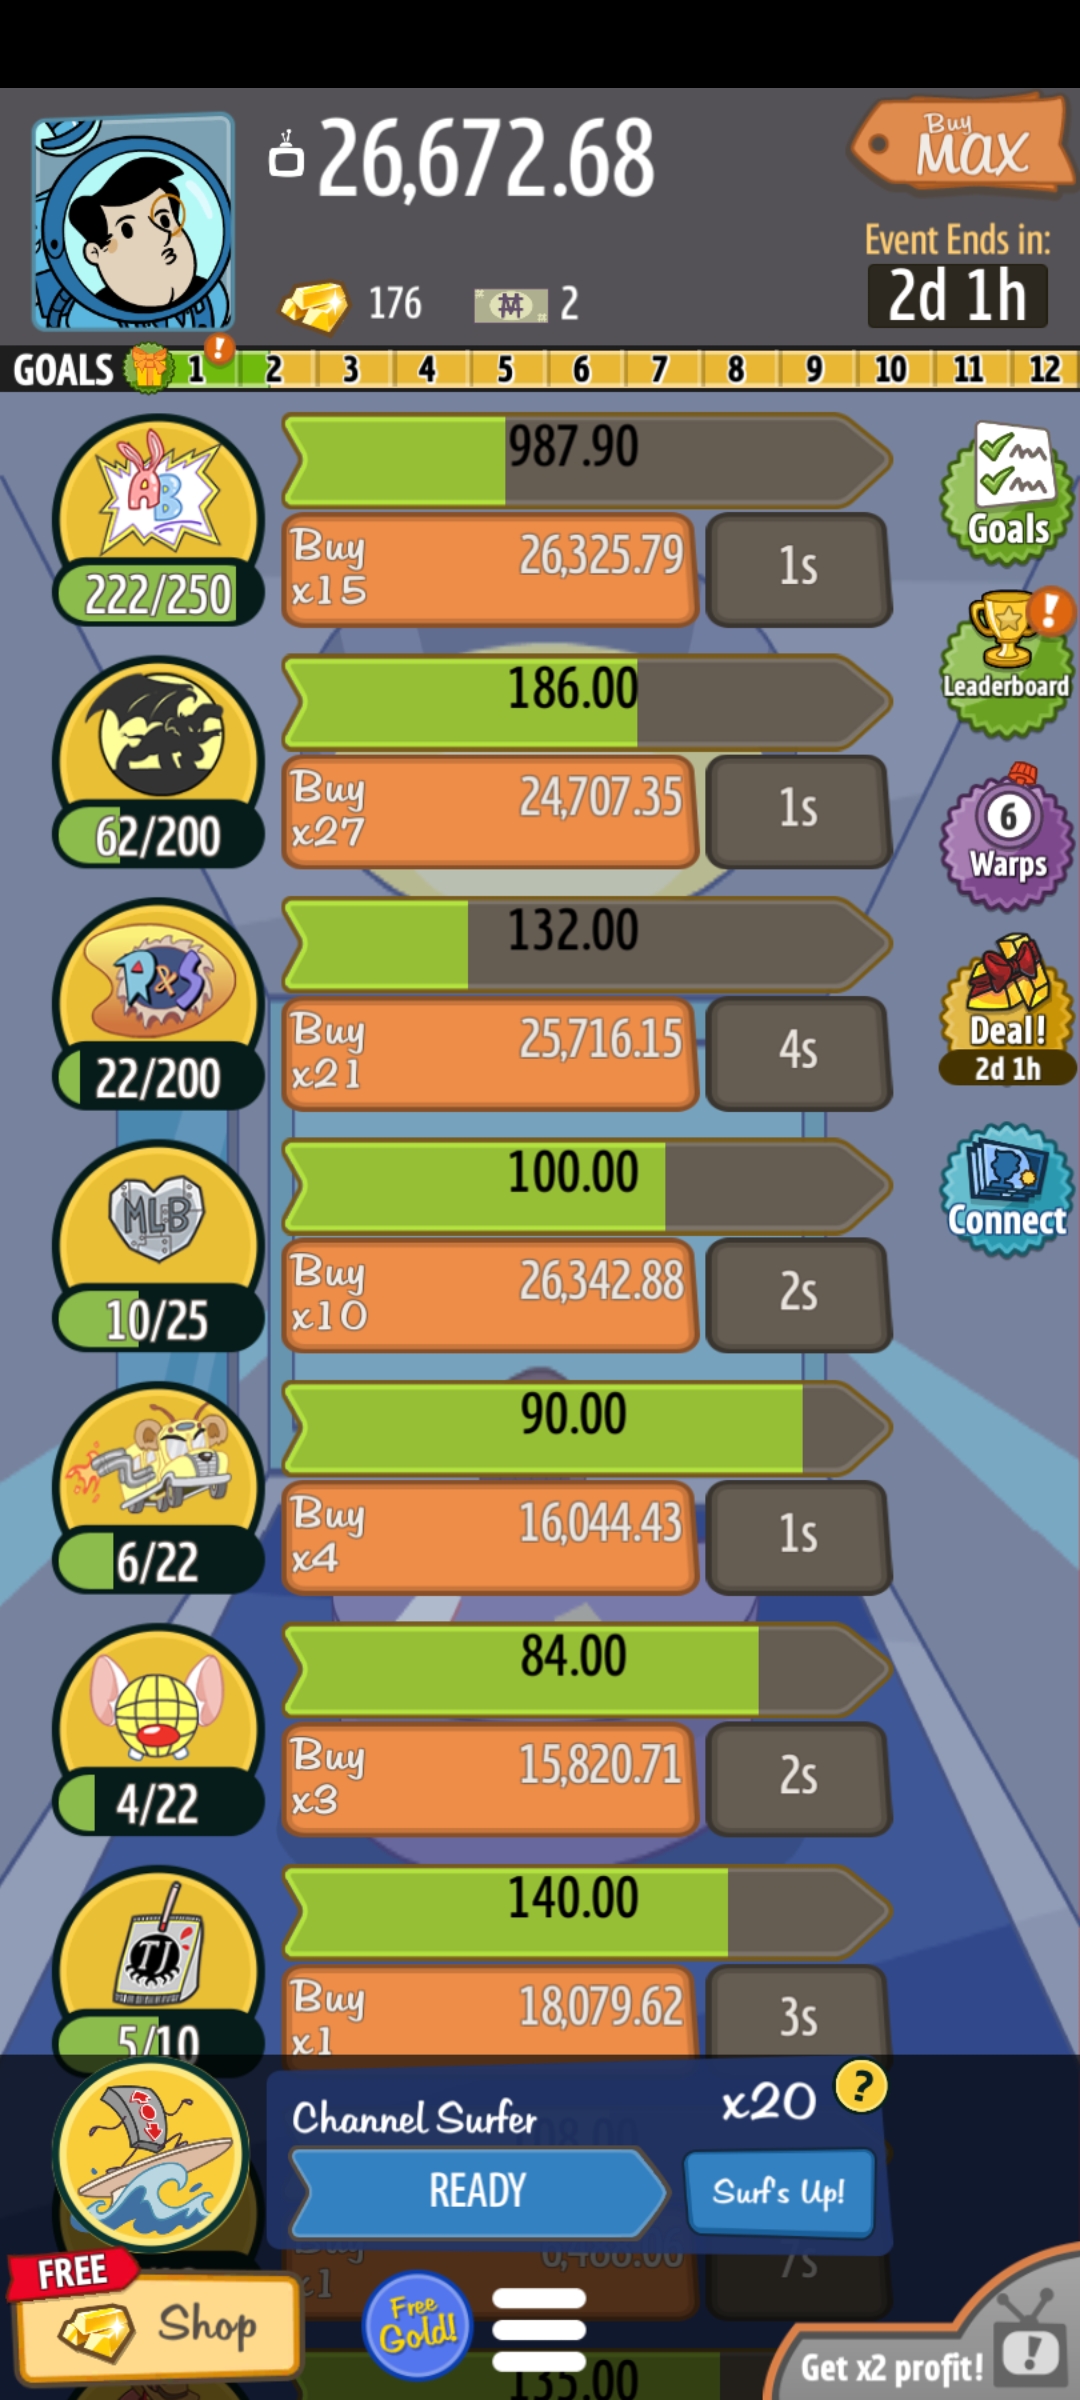 26,672.68
Buy
MAX
Event Ends in:
2d 1h
176
2
GOALS 1 ! 2 3 4 5 6 7 8 9 10 11 12
AB
987.90
222/250
Buy
x15
26,325.79
1s
Goals
186.00
62/200
Buy
x27
24,707.35
1s
!
Leaderboard
R&S
132.00
22/200
Buy
x21
25,716.15
4s
6
Warps
Deal!
2d 1h
MLB
100.00
10/25
Buy
x10
26,342.88
2s
Connect
90.00
6/22
Buy
x4
16,044.43
1s
84.00
4/22
Buy
x3
15,820.71
2s
TJ
140.00
5/10
Buy
x1
18,079.62
3s
Channel Surfer
x20
?
READY
Surf's Up!
Buy
x1
6,466.06
7s
FREE
Shop
Free
Gold!
135.00
Get x2 profit!
!